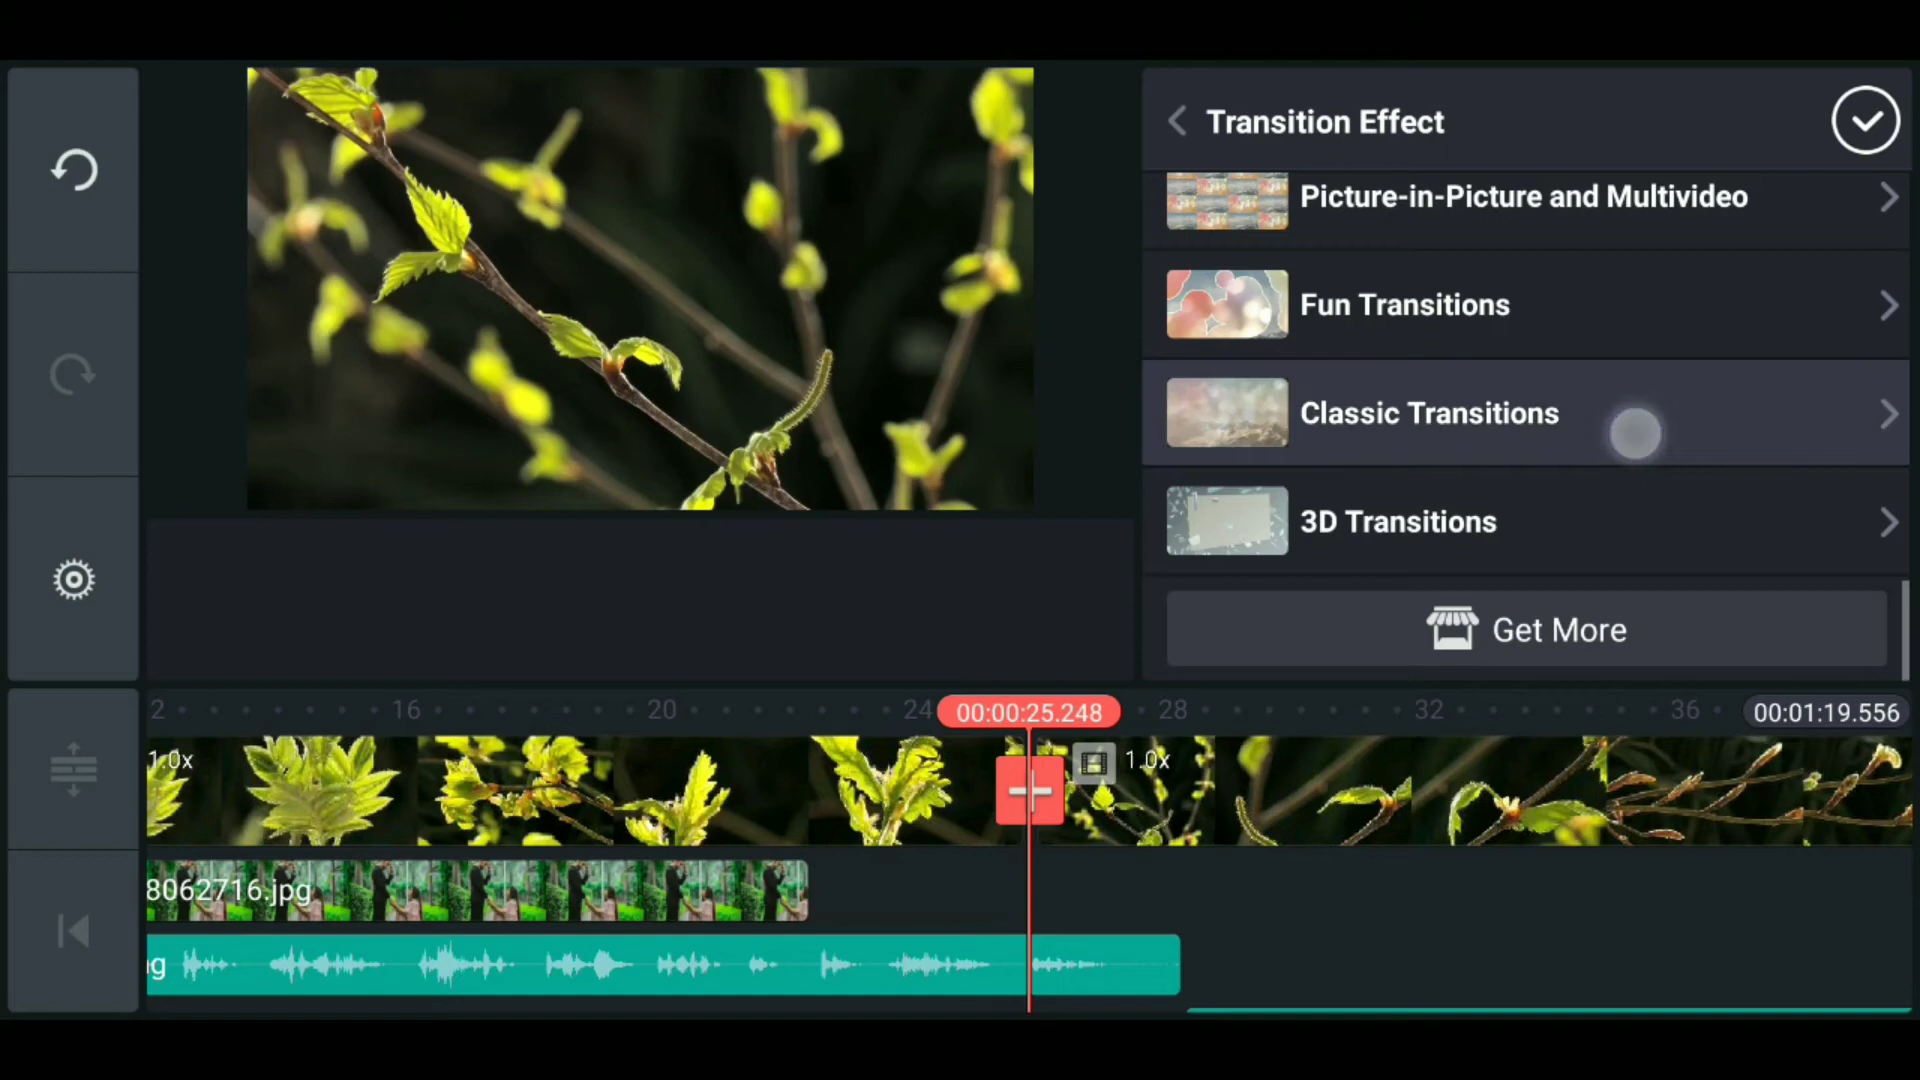 Transition Effect
Picture-in-Picture and Multivideo
Fun Transitions
Classic Transitions
3D Transitions
Get More
2 16 20 24 00:00:25.248 28 32 36 00:01:19.556
1.0x 1.0x
8062716.jpg
g